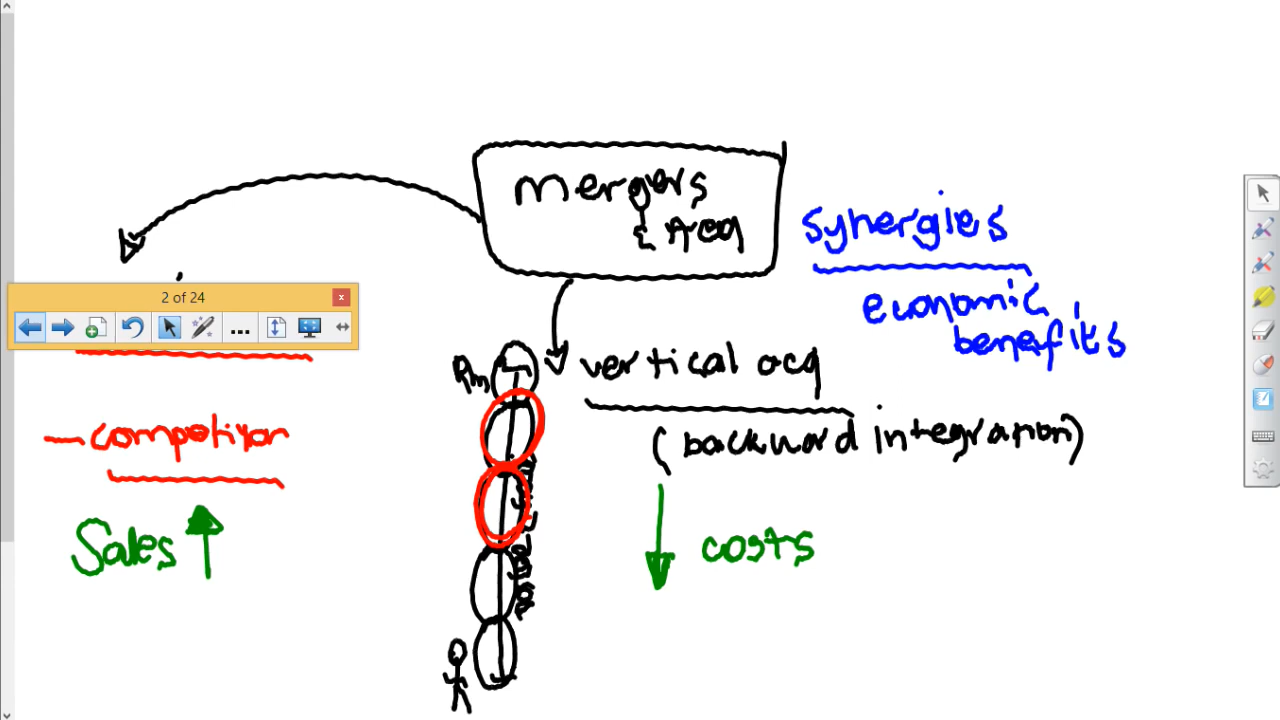 mergers
& Acq
synergies
economic
benefits
2 of 24
vertical acq
(backward integration)
- competition
Sales
costs